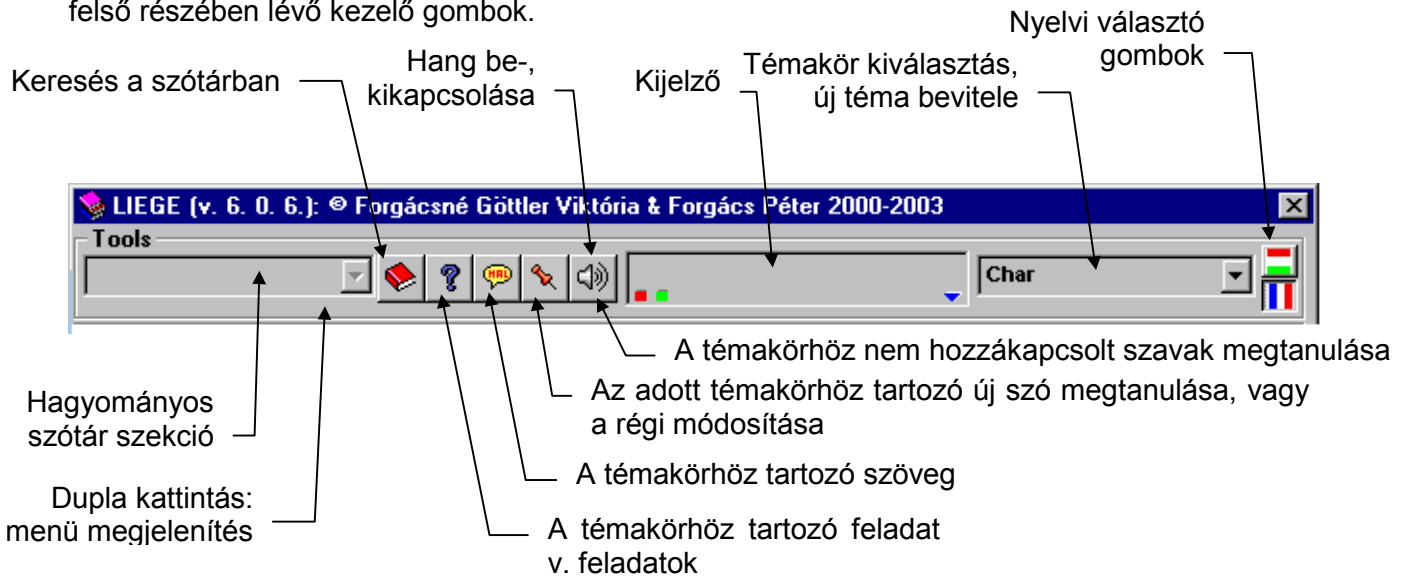 felső részében lévő kezelő gombok.
Nyelvi választó
gombok
Hang be-,
kikapcsolása
Keresés a szótárban
Kijelző
Témakör kiválasztás,
új téma bevitele
LIEGE (v. 6. 0. 6.): © Forgácsné Göttler Viktória & Forgács Péter 2000-2003
Tools
HAL
Char
A témakörhöz nem hozzákapcsolt szavak megtanulása
Az adott témakörhöz tartozó új szó megtanulása, vagy
a régi módosítása
Hagyományos
szótár szekció
A témakörhöz tartozó szöveg
Dupla kattintás:
menü megjelenítés
A témakörhöz tartozó feladat
v. feladatok